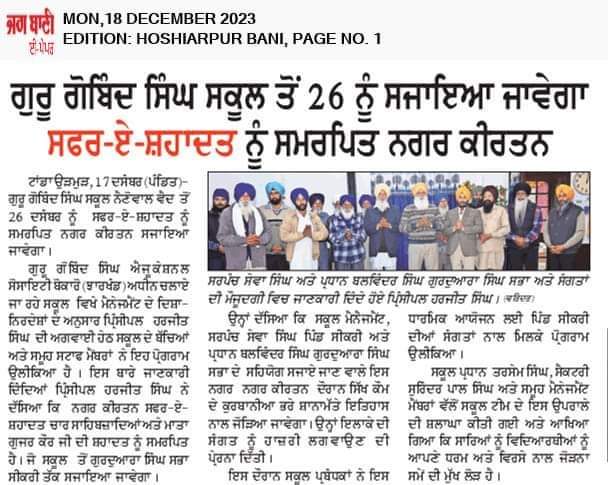 ਜਗ ਬਾਣੀ
ਈ-ਪੇਪਰ
MON,18 DECEMBER 2023
EDITION: HOSHIARPUR BANI, PAGE NO. 1
ਗੁਰੂ ਗੋਬਿੰਦ ਸਿੰਘ ਸਕੂਲ ਤੋਂ 26 ਨੂੰ ਸਜਾਇਆ ਜਾਵੇਗਾ
ਸਫਰ-ਏ-ਸ਼ਹਾਦਤ ਨੂੰ ਸਮਰਪਿਤ ਨਗਰ ਕੀਰਤਨ
ਟਾਂਡਾ ਉੜਮੁੜ, 17 ਦਸੰਬਰ (ਪੰਡਿਤ)-
ਗੁਰੂ ਗੋਬਿੰਦ ਸਿੰਘ ਸਕੂਲ ਨੈਣੋਵਾਲ ਵੈਦ ਤੋਂ
26 ਦਸਬੰਰ ਨੂੰ ਸਫਰ-ਏ-ਸ਼ਹਾਦਤ ਨੂੰ
ਸਮਰਪਿਤ ਨਗਰ ਕੀਰਤਨ ਸਜਾਇਆ
ਜਾਵੇਗਾ।
ਗੁਰੂ ਗੋਬਿੰਦ ਸਿੰਘ ਐਜੂਕੇਸ਼ਨਲ
ਸੋਸਾਇਟੀ ਬੋਕਾਰੋ (ਝਾਰਖੰਡ) ਅਧੀਨ ਚਲਾਏ
ਜਾ ਰਹੇ ਸਕੂਲ ਵਿਖੇ ਮੈਨੇਜਮੈਂਟ ਦੇ ਦਿਸ਼ਾ-
ਨਿਰਦੇਸ਼ਾਂ ਦੇ ਅਨੁਸਾਰ ਪ੍ਰਿੰਸੀਪਲ ਹਰਜੀਤ
ਸਿੰਘ ਦੀ ਅਗਵਾਈ ਹੇਠ ਸਕੂਲ ਦੇ ਬੱਚਿਆਂ
ਅਤੇ ਸਮੂਹ ਸਟਾਫ ਮੈਂਬਰਾਂ ਨੇ ਇਹ ਪ੍ਰੋਗਰਾਮ
ਉਲੀਕਿਆ ਹੈ। ਇਸ ਬਾਰੇ ਜਾਣਕਾਰੀ
ਦਿੰਦਿਆਂ ਪ੍ਰਿੰਸੀਪਲ ਹਰਜੀਤ ਸਿੰਘ ਨੇ
ਦੱਸਿਆ ਕਿ ਨਗਰ ਕੀਰਤਨ ਸਫਰ-ਏ-
ਸ਼ਹਾਦਤ ਚਾਰ ਸਾਹਿਬਜ਼ਾਦਿਆਂ ਅਤੇ ਮਾਤਾ
ਗੁਜਰ ਕੌਰ ਜੀ ਦੀ ਸ਼ਹਾਦਤ ਨੂੰ ਸਮਰਪਿਤ
ਹੈ। ਜੋ ਸਕੂਲ ਤੋਂ ਗੁਰਦੁਆਰਾ ਸਿੰਘ ਸਭਾ
ਸੀਕਰੀ ਤੱਕ ਸਜਾਇਆ ਜਾਵੇਗਾ।
ਸਰਪੰਚ ਸੇਵਾ ਸਿੰਘ ਅਤੇ ਪ੍ਰਧਾਨ ਬਲਵਿੰਦਰ ਸਿੰਘ ਗੁਰਦੁਆਰਾ ਸਿੰਘ ਸਭਾ ਅਤੇ ਸੰਗਤਾਂ
ਦੀ ਮੌਜੂਦਗੀ ਵਿਚ ਜਾਣਕਾਰੀ ਦਿੰਦੇ ਹੋਏ ਪ੍ਰਿੰਸੀਪਲ ਹਰਜੀਤ ਸਿੰਘ।
ਉਨ੍ਹਾਂ ਦੱਸਿਆ ਕਿ ਸਕੂਲ ਮੈਨੇਜਮੈਂਟ,
ਸਰਪੰਚ ਸੇਵਾ ਸਿੰਘ ਪਿੰਡ ਸੀਕਰੀ ਅਤੇ
ਪ੍ਰਧਾਨ ਬਲਵਿੰਦਰ ਸਿੰਘ ਗੁਰਦੁਆਰਾ ਸਿੰਘ
ਸਭਾ ਦੇ ਸਹਿਯੋਗ ਸਜਾਏ ਜਾਣ ਵਾਲੇ ਇਸ
ਨਗਰ ਨਗਰ ਕੀਰਤਨ ਦੌਰਾਨ ਸਿੱਖ ਕੌਮ
ਦੇ ਕੁਰਬਾਨੀਆ ਭਰੇ ਸ਼ਾਨਾਮੱਤੇ ਇਤਿਹਾਸ
ਨਾਲ ਜੋੜਿਆ ਜਾਵੇਗਾ। ਉਨ੍ਹਾਂ ਇਲਾਕੇ ਦੀ
ਸੰਗਤ ਨੂੰ ਹਾਜ਼ਰੀ ਲਗਵਾਉਣ ਦੀ
ਪ੍ਰੇਰਨਾ ਦਿੱਤੀ।
ਇਸ ਦੌਰਾਨ ਸਕੂਲ ਪ੍ਰਬੰਧਕਾਂ ਨੇ ਇਸ
ਧਾਰਮਿਕ ਆਯੋਜਨ ਲਈ ਪਿੰਡ ਸੀਕਰੀ
ਦੀਆਂ ਸੰਗਤਾਂ ਨਾਲ ਮਿਲਕੇ ਪ੍ਰੋਗਰਾਮ
ਉਲੀਕਿਆ।
ਸਕੂਲ ਪ੍ਰਧਾਨ ਤਰਸੇਮ ਸਿੰਘ, ਸੈਕਟਰੀ
ਸੁਰਿੰਦਰ ਪਾਲ ਸਿੰਘ ਅਤੇ ਸਮੂਹ ਮੈਨੇਜਮੈਂਟ
ਮੈਂਬਰਾਂ ਵੱਲੋਂ ਸਕੂਲ ਟੀਮ ਦੇ ਇਸ ਉਪਰਾਲੇ
ਦੀ ਸ਼ਲਾਘਾ ਕੀਤੀ ਗਈ ਅਤੇ ਆਖਿਆ
ਗਿਆ ਕਿ ਸਾਰਿਆਂ ਨੂੰ ਵਿਦਿਆਰਥੀਆਂ ਨੂੰ
ਆਪਣੇ ਧਰਮ ਅਤੇ ਵਿਰਸੇ ਨਾਲ ਜੋੜਨਾ
ਸਮੇਂ ਦੀ ਮੁੱਖ ਲੋੜ ਹੈ।